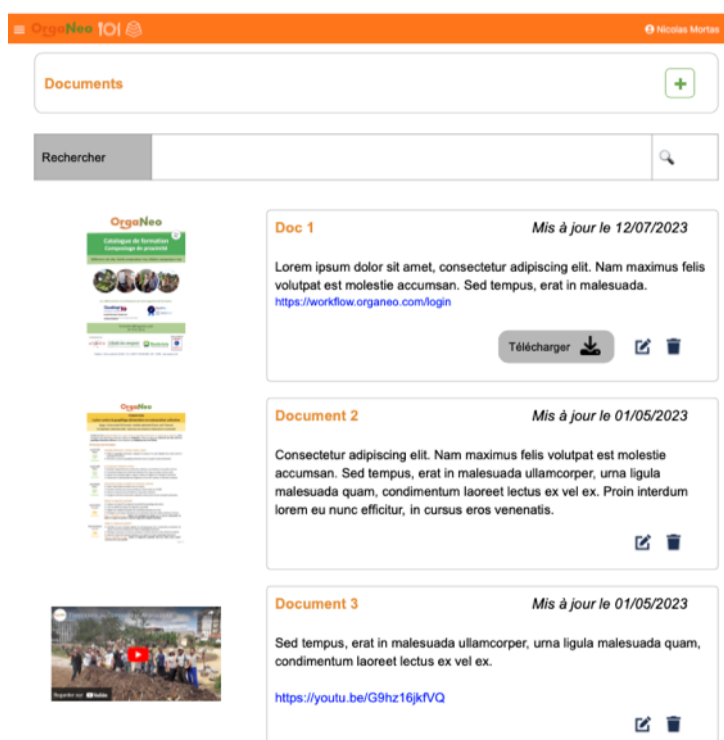 OrgaNeo
Nicolas Mortas
Documents
Rechercher
OrgaNeo
Catalogue de formation
Compostage de proximité
Doc 1
Mis à jour le 12/07/2023
Lorem ipsum dolor sit amet, consectetur adipiscing elit. Nam maximus felis
volutpat est molestie accumsan. Sed tempus, erat in malesuada.
https://workflow.organeo.com/login
Télécharger
OrgaNeo
Document 2
Mis à jour le 01/05/2023
Consectetur adipiscing elit. Nam maximus felis volutpat est molestie
accumsan. Sed tempus, erat in malesuada ullamcorper, urna ligula
malesuada quam, condimentum laoreet lectus ex vel ex. Proin interdum
lorem eu nunc efficitur, in cursus eros venenatis.
Regarder sur YouTube
Document 3
Mis à jour le 01/05/2023
Sed tempus, erat in malesuada ullamcorper, urna ligula malesuada quam,
condimentum laoreet lectus ex vel ex.
https://youtu.be/G9hz16jkfVQ